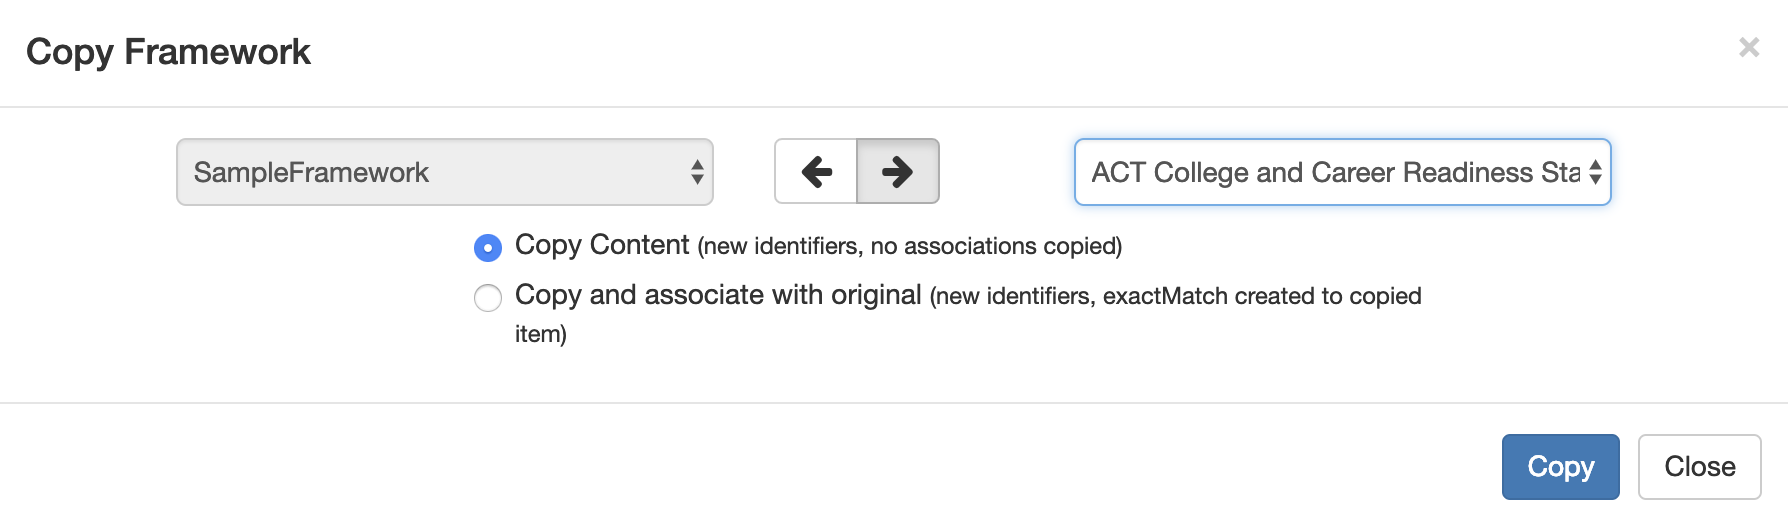 Copy Framework
SampleFramework
ACT College and Career Readiness Sta
Copy Content (new identifiers, no associations copied)
Copy and associate with original (new identifiers, exactMatch created to copied
item)
Copy
Close